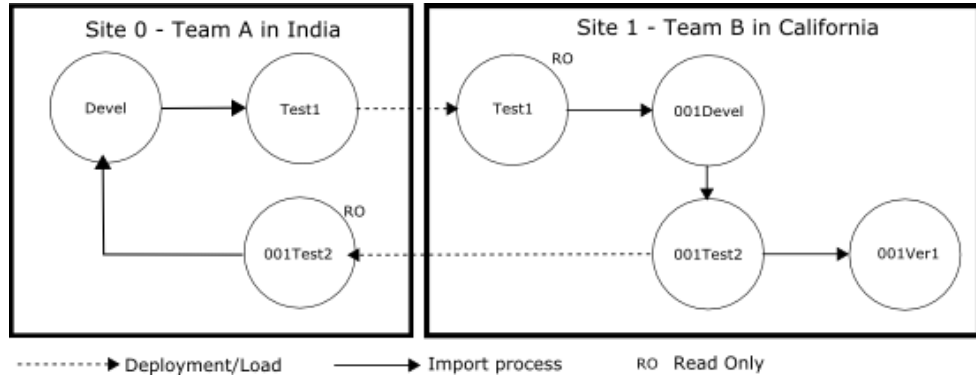 Site 0 - Team A in India
Site 1 - Team B in California
RO
Devel
Test1
Test1
001Devel
RO
001Test2
001Test2
001Ver1
Deployment/Load
Import process
RO Read Only